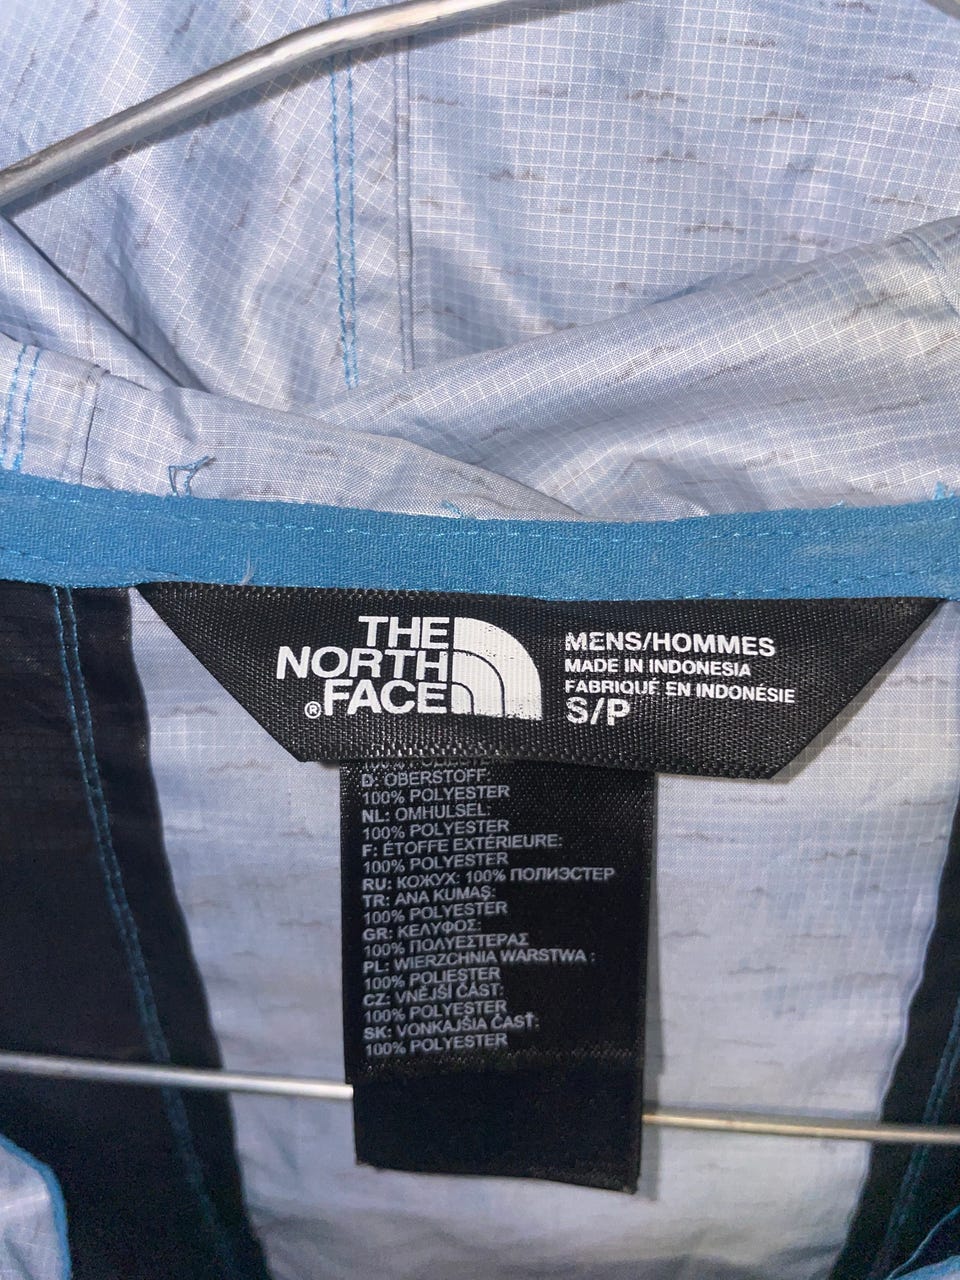 THE
NORTH
FACE
®
MENS/HOMMES
MADE IN INDONESIA
FABRIQUÉ EN INDONÉSIE
S/P
100%
D: OBERSTOFF:
100% POLYESTER
NL: OMHULSEL:
100% POLYESTER
F: ÉTOFFE EXTÉRIEURE:
100% POLYESTER
RU: КОЖУХ: 100% ПОЛИЭСТЕР
TR: ANA KUMAŞ:
100% POLYESTER
GR: ΚΕΛΥΦΟΣ:
100% ΠΟΛΥΕΣΤΕΡΑΣ
PL: WIERZCHNIA WARSTWA :
100% POLIESTER
CZ: VNĚJŠÍ ČÁST:
100% POLYESTER
SK: VONKAJŠIA ČASŤ:
100% POLYESTER